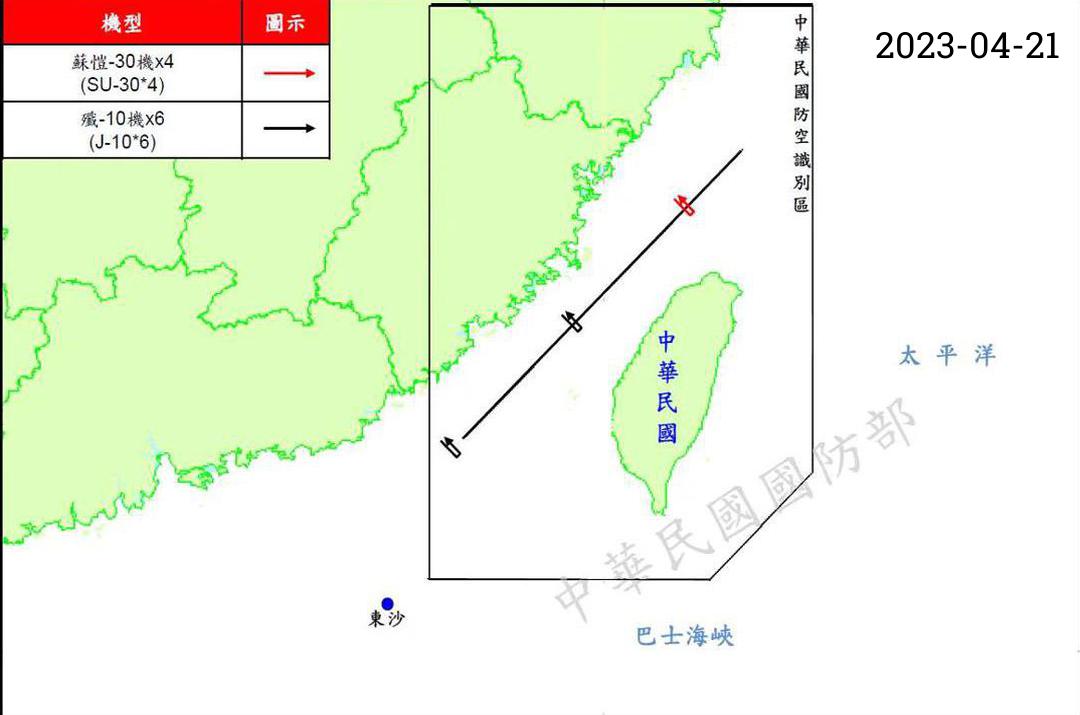 機型 圖示
蘇愷-30機x4
(SU-30*4)
殲-10機x6
(J-10*6)
2023-04-21
中華民國防空識別區
中華民國
太平洋
中華民國國防部
東沙
巴士海峽